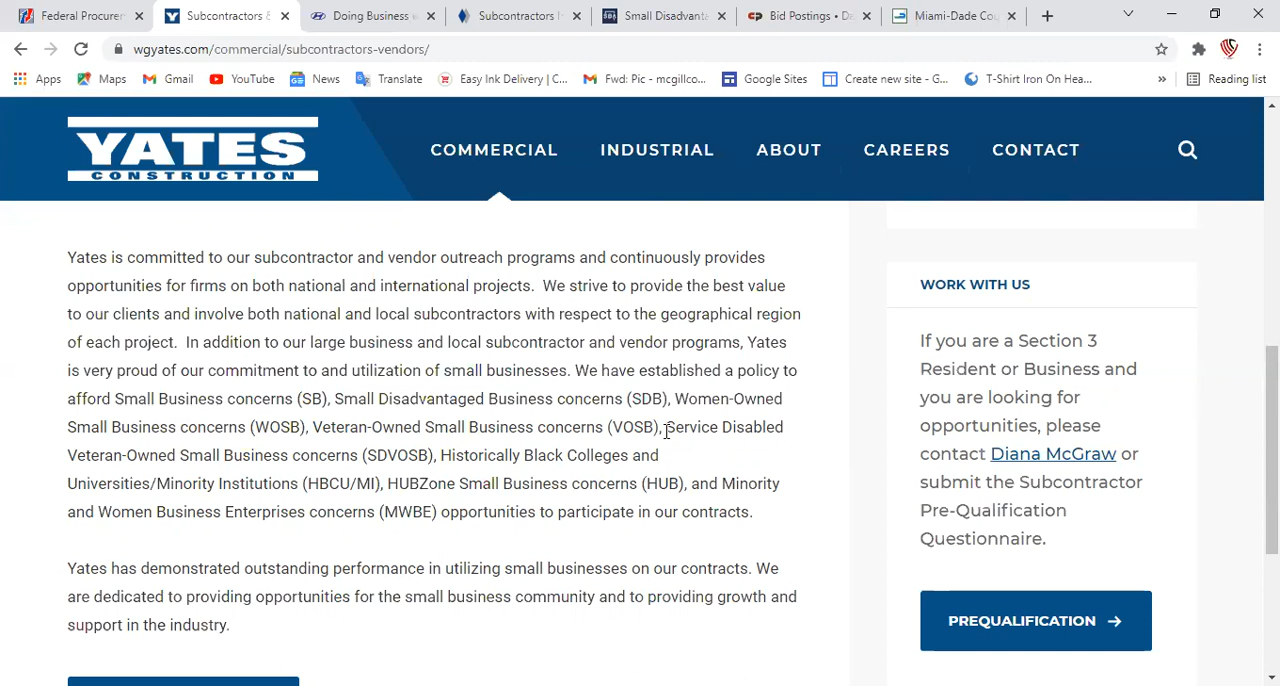 Federal Procurem
Subcontractors &
Doing Business w
Subcontractors I
Small Disadvant
Bid Postings - D
Miami-Dade Cou
wgyates.com/commercial/subcontractors-vendors/
Apps
Maps
Gmail
YouTube
News
Translate
Easy Ink Delivery | C...
Fwd: Pic - mcgillco...
Google Sites
Create new site - G...
T-Shirt Iron On Hea...
»
Reading list
YATES
CONSTRUCTION
COMMERCIAL
INDUSTRIAL
ABOUT
CAREERS
CONTACT
Yates is committed to our subcontractor and vendor outreach programs and continuously provides
opportunities for firms on both national and international projects. We strive to provide the best value
to our clients and involve both national and local subcontractors with respect to the geographical region
of each project. In addition to our large business and local subcontractor and vendor programs, Yates
is very proud of our commitment to and utilization of small businesses. We have established a policy to
afford Small Business concerns (SB), Small Disadvantaged Business concerns (SDB), Women-Owned
Small Business concerns (WOSB), Veteran-Owned Small Business concerns (VOSB), Service Disabled
Veteran-Owned Small Business concerns (SDVOSB), Historically Black Colleges and
Universities/Minority Institutions (HBCU/MI), HUBZone Small Business concerns (HUB), and Minority
and Women Business Enterprises concerns (MWBE) opportunities to participate in our contracts.
Yates has demonstrated outstanding performance in utilizing small businesses on our contracts. We
are dedicated to providing opportunities for the small business community and to providing growth and
support in the industry.
WORK WITH US
If you are a Section 3
Resident or Business and
you are looking for
opportunities, please
contact Diana McGraw or
submit the Subcontractor
Pre-Qualification
Questionnaire.
PREQUALIFICATION →